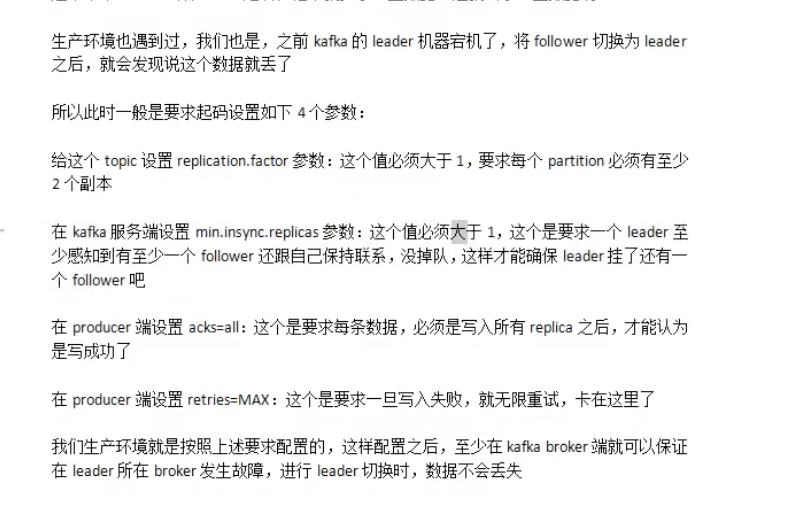 生产环境也遇到过，我们也是，之前 kafka 的 leader 机器宕机了，将 follower 切换为 leader
之后，就会发现说这个数据就丢了
所以此时一般是要求起码设置如下 4 个参数：
给这个 topic 设置 replication.factor 参数：这个值必须大于 1，要求每个 partition 必须有至少
2 个副本
在 kafka 服务端设置 min.insync.replicas 参数：这个值必须大于 1，这个是要求一个 leader 至
少感知到有至少一个 follower 还跟自己保持联系，没掉队，这样才能确保 leader 挂了还有一
个 follower 吧
在 producer 端设置 acks=all：这个是要求每条数据，必须是写入所有 replica 之后，才能认为
是写成功了
在 producer 端设置 retries=MAX：这个是要求一旦写入失败，就无限重试，卡在这里了
我们生产环境就是按照上述要求配置的，这样配置之后，至少在 kafka broker 端就可以保证
在 leader 所在 broker 发生故障，进行 leader 切换时，数据不会丢失